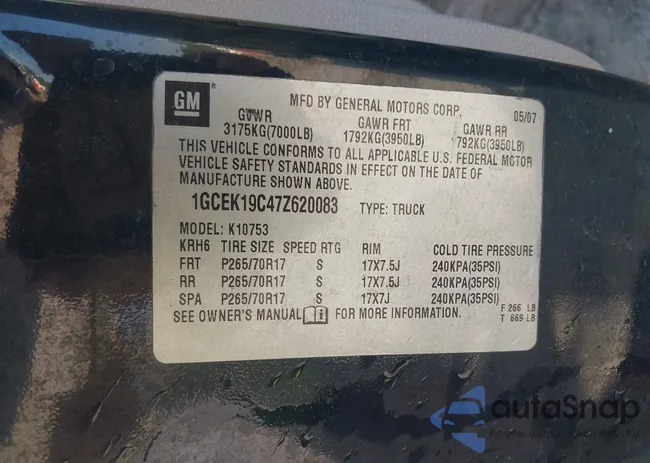 GM
MFD BY GENERAL MOTORS CORP.
05/07
GVWR GAWR FRT GAWR RR
3175KG(7000LB) 1792KG(3950LB) 792KG(3950LB)
THIS VEHICLE CONFORMS TO ALL APPLICABLE U.S. FEDERAL MOTOR
VEHICLE SAFETY STANDARDS IN EFFECT ON THE DATE OF
MANUFACTURE SHOWN ABOVE.
1GCEK19C47Z620083 TYPE: TRUCK
MODEL: K10753
KRH6 TIRE SIZE SPEED RTG RIM COLD TIRE PRESSURE
FRT P265/70R17 S 17X7.5J 240KPA(35PSI)
RR P265/70R17 S 17X7.5J 240KPA(35PSI)
SPA P265/70R17 S 17X7J 240KPA(35PSI)
SEE OWNER'S MANUAL FOR MORE INFORMATION.
F 266 LB
T 669 LB
autaSnap